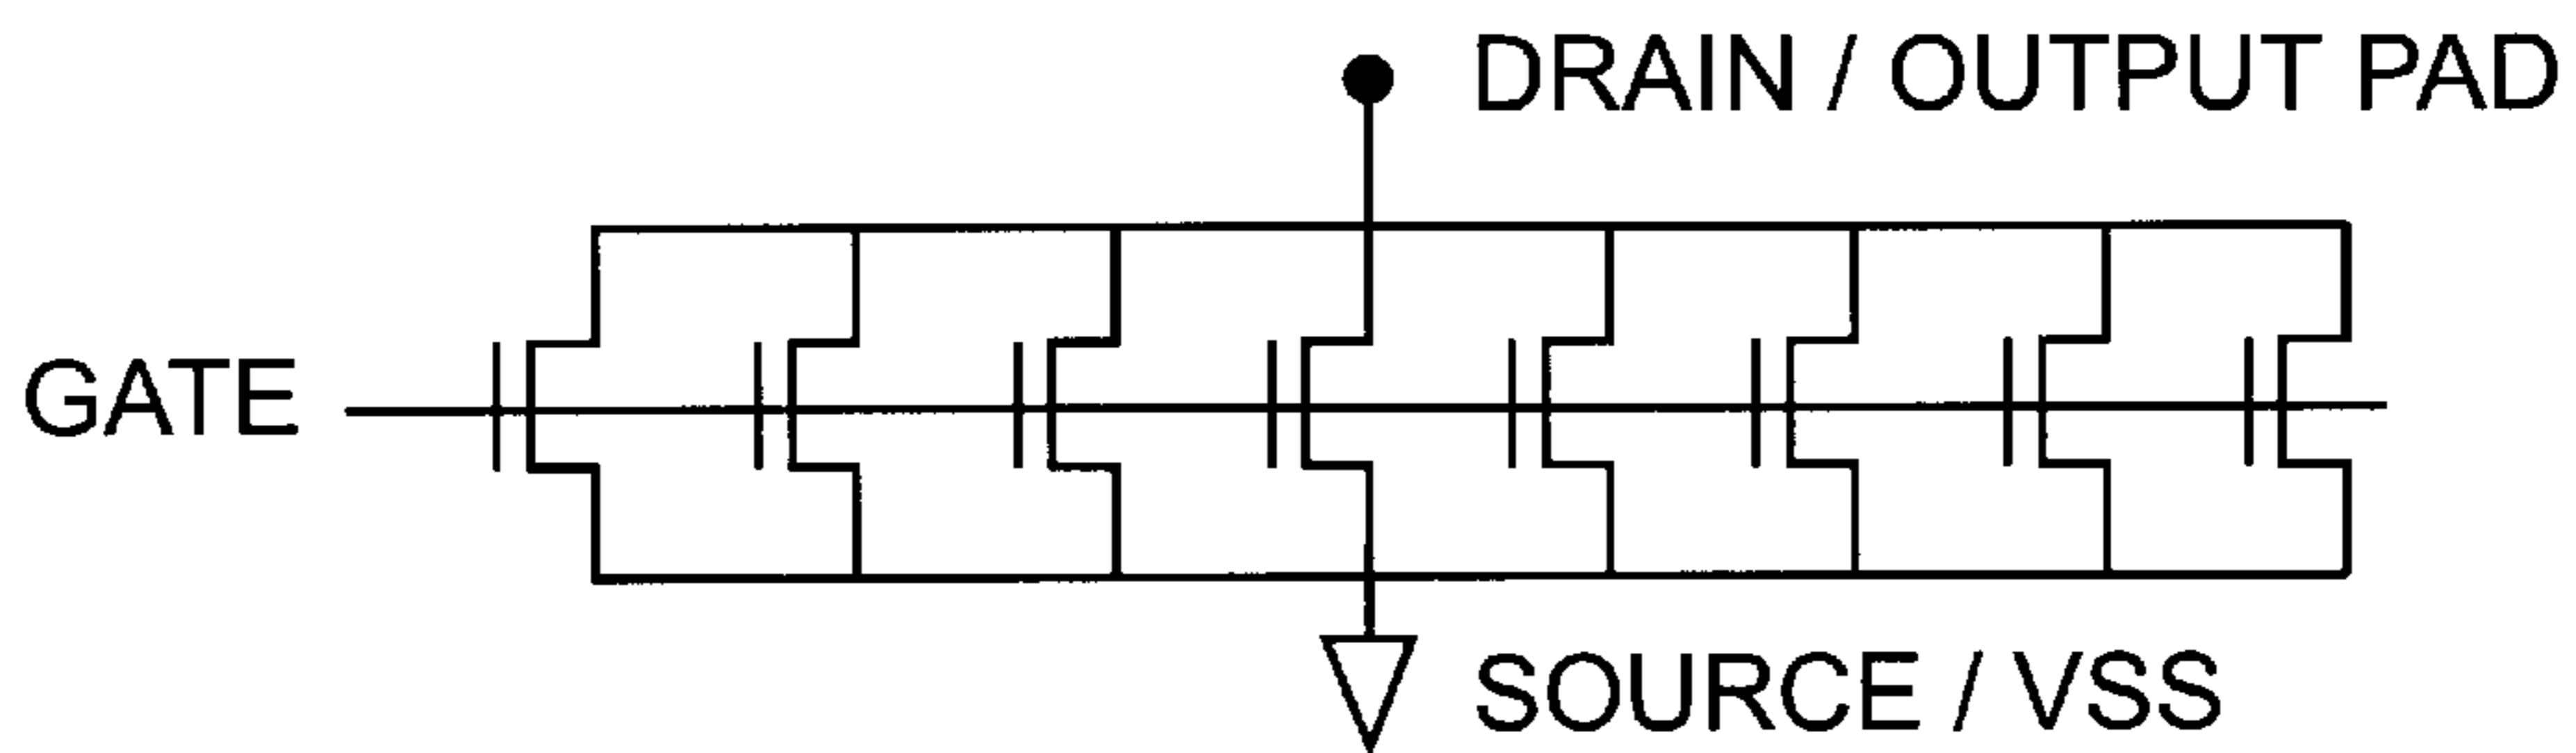 DRAIN / OUTPUT PAD
GATE
SOURCE / VSS